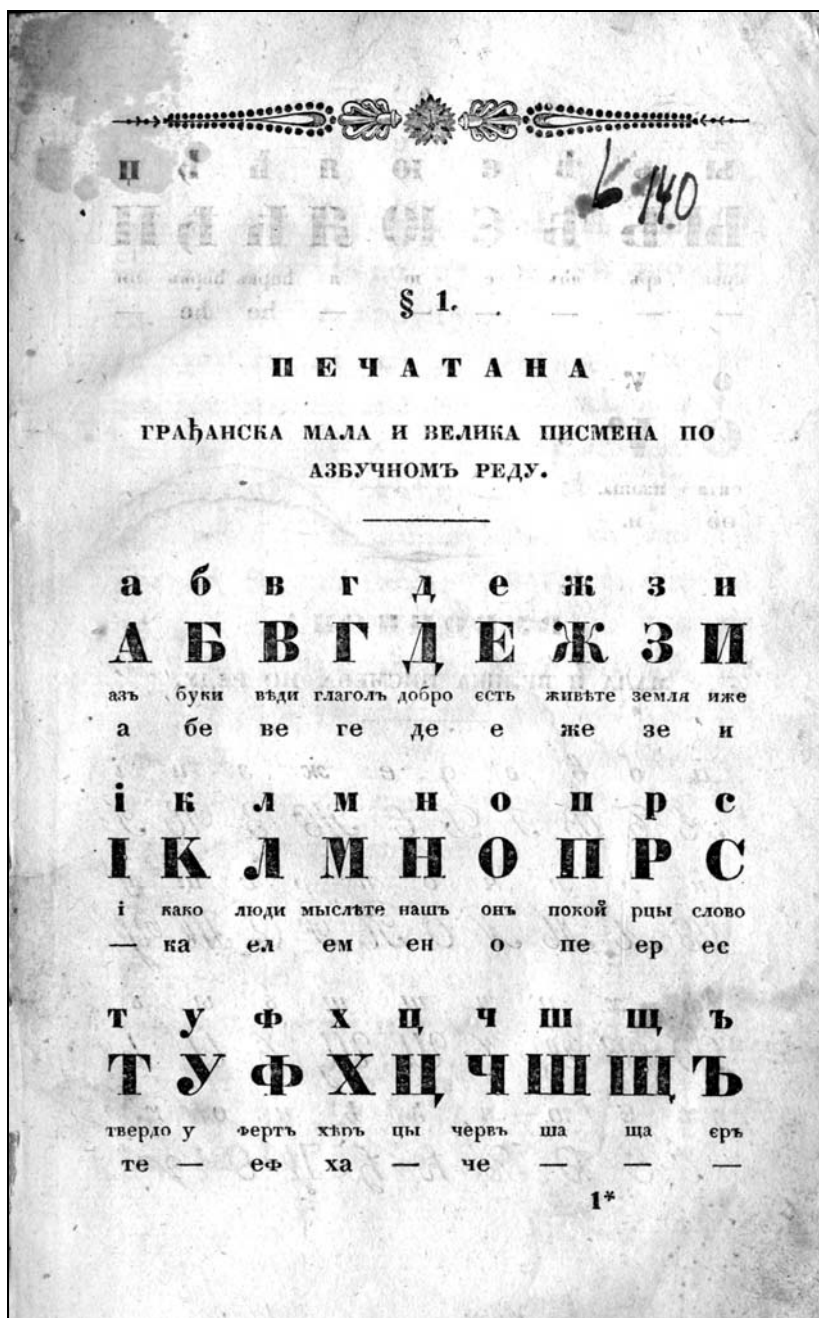 L 140
§ 1.
ПЕЧАТАНА
ГРАЂАНСКА МАЛА И ВЕЛИКА ПИСМЕНА ПО
АЗБУЧНОМЪ РЕДУ.
а б в г д е ж з и
А Б В Г Д Е Ж З И
азъ буки вѣди глаголъ добро єсть живѣте земля иже
а бе ве ге де е же зе и
і к л м н о п р с
І К Л М Н О П Р С
і како люди мыслѣте нашъ онъ покой рцы слово
— ка ел ем ен о пе ер ес
т у ф х ц ч ш щ ъ
Т У Ф Х Ц Ч Ш Щ Ъ
твердо у фертъ хѣръ цы червъ ша ща єръ
те — еф ха — че — — —
1*